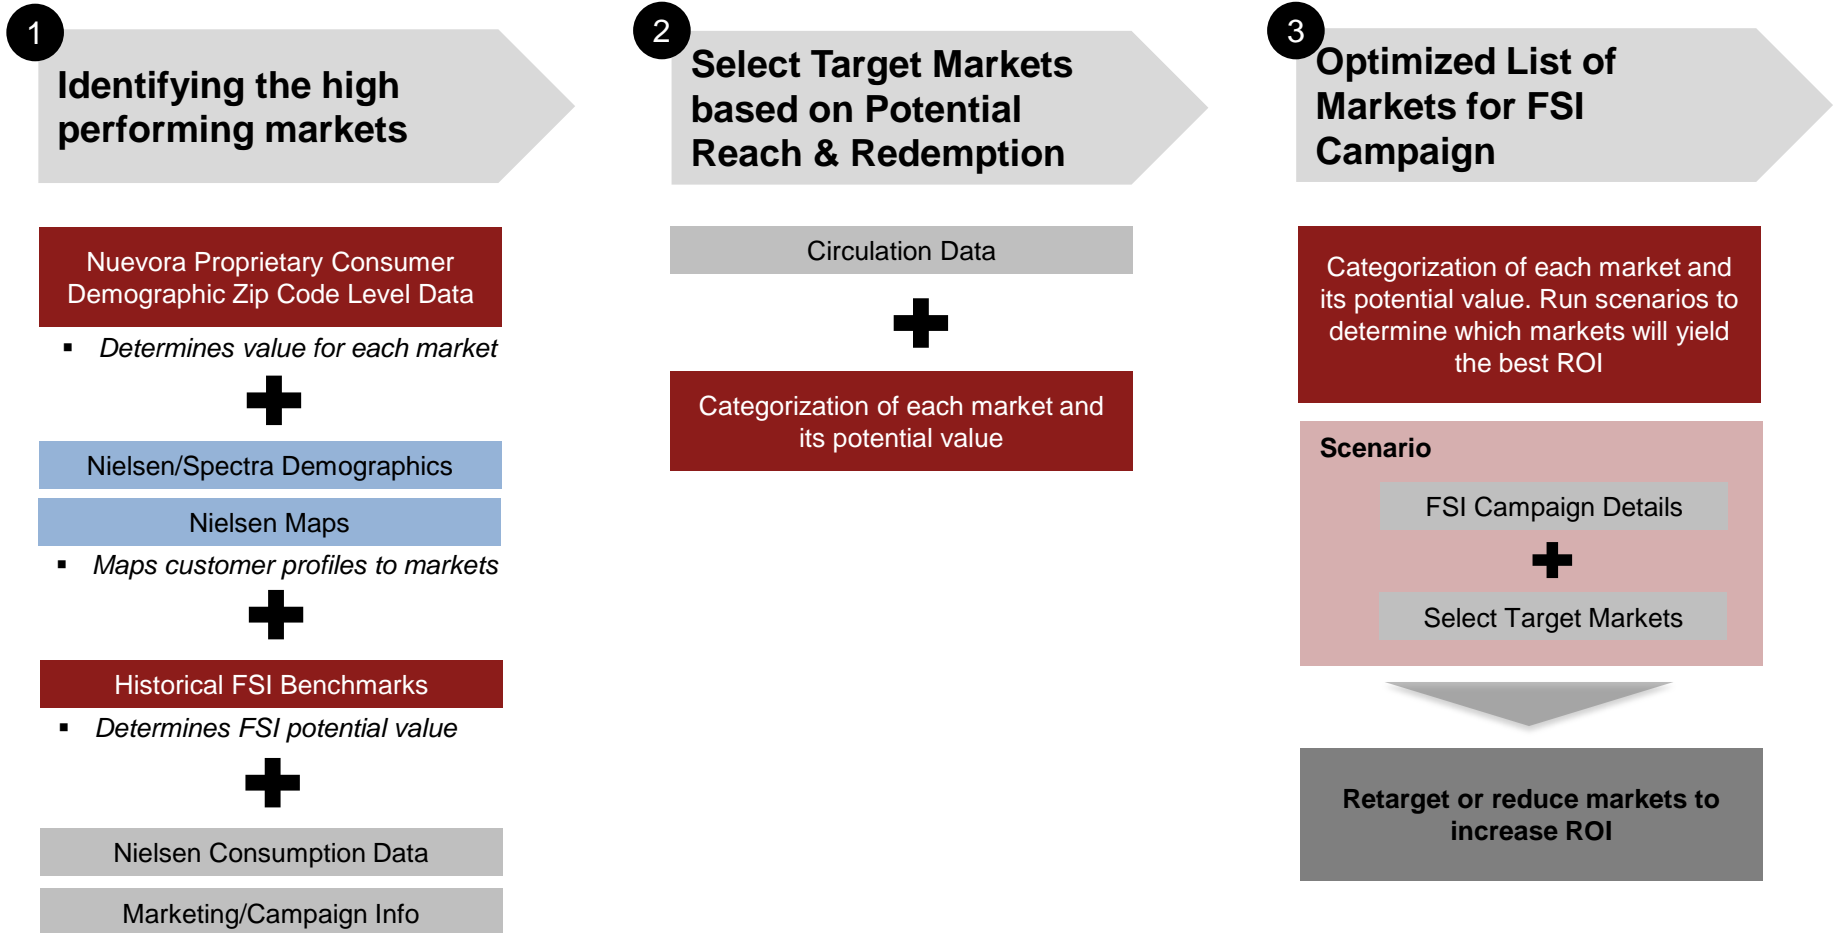 1
Identifying the high
performing markets
Nuevora Proprietary Consumer
Demographic Zip Code Level Data
▪ Determines value for each market
Nielsen/Spectra Demographics
Nielsen Maps
▪ Maps customer profiles to markets
Historical FSI Benchmarks
▪ Determines FSI potential value
Nielsen Consumption Data
Marketing/Campaign Info
2
Select Target Markets
based on Potential
Reach & Redemption
Circulation Data
Categorization of each market and
its potential value
3
Optimized List of
Markets for FSI
Campaign
Categorization of each market and
its potential value. Run scenarios to
determine which markets will yield
the best ROI
Scenario
FSI Campaign Details
Select Target Markets
Retarget or reduce markets to
increase ROI